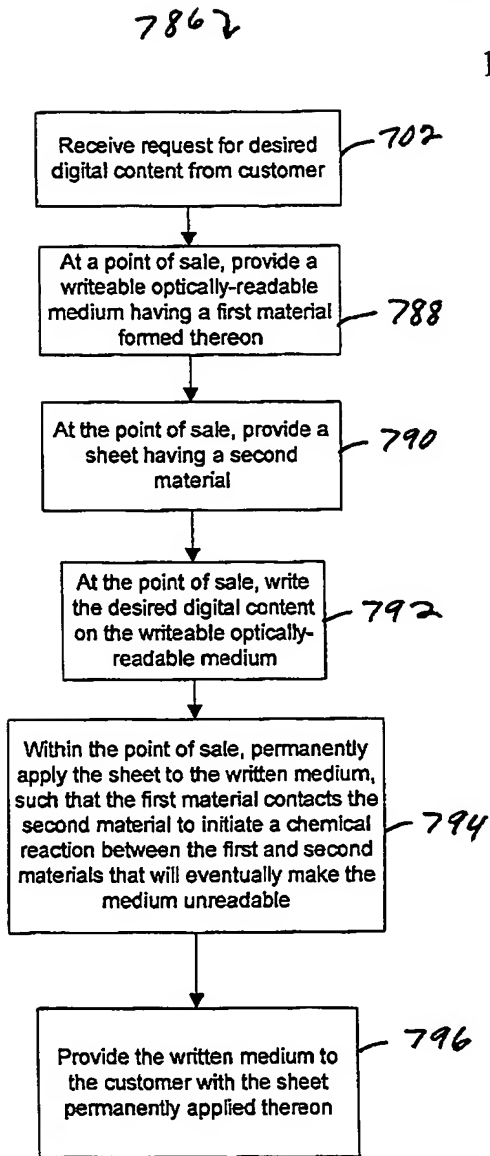 786
Receive request for desired
digital content from customer
702
At a point of sale, provide a
writeable optically-readable
medium having a first material
formed thereon
788
At the point of sale, provide a
sheet having a second
material
790
At the point of sale, write
the desired digital content
on the writeable optically-
readable medium
792
Within the point of sale, permanently
apply the sheet to the written medium,
such that the first material contacts the
second material to initiate a chemical
reaction between the first and second
materials that will eventually make the
medium unreadable
794
Provide the written medium to
the customer with the sheet
permanently applied thereon
796